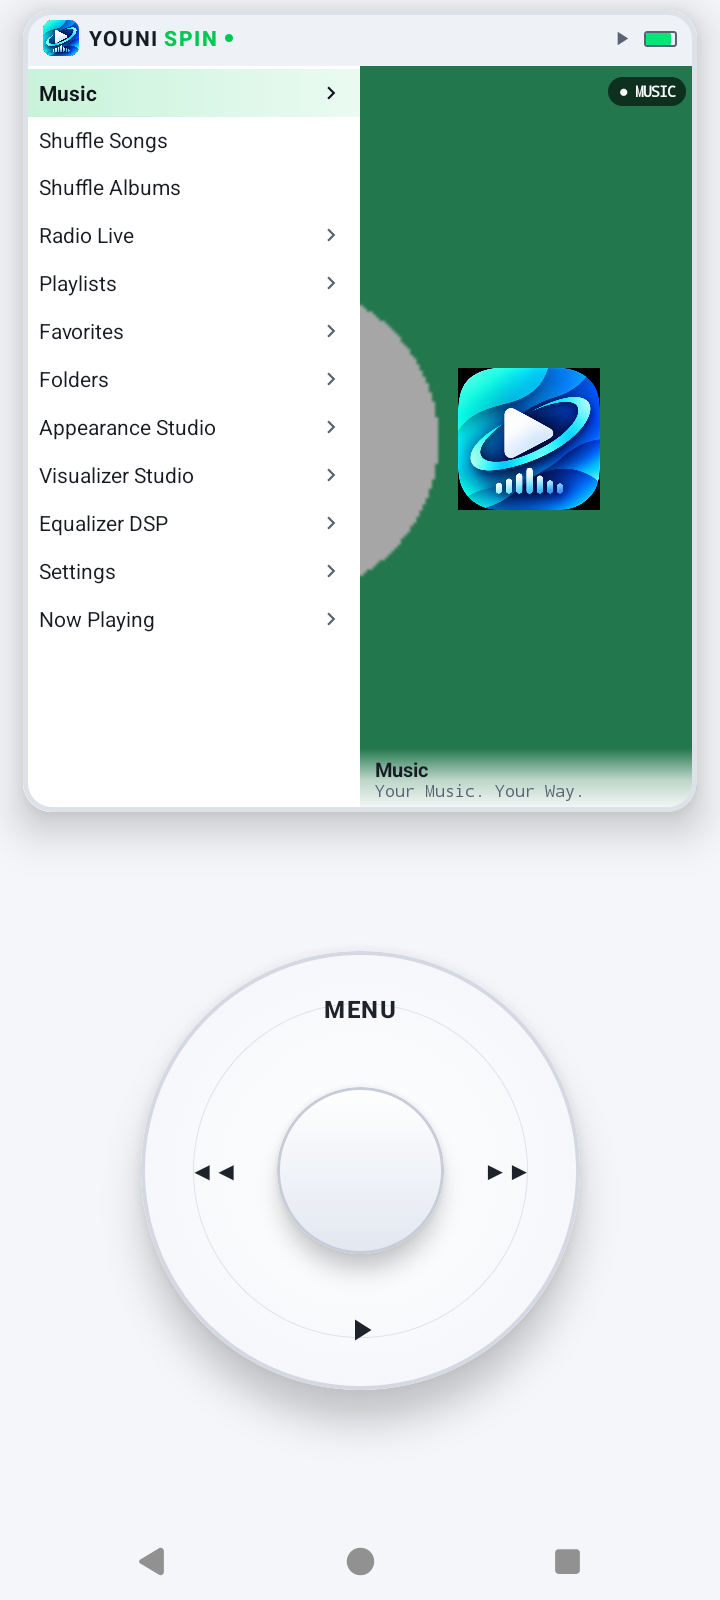 YOUNI SPIN
Music
Shuffle Songs
Shuffle Albums
Radio Live
Playlists
Favorites
Folders
Appearance Studio
Visualizer Studio
Equalizer DSP
Settings
Now Playing
MUSIC
Music
Your Music. Your Way.
MENU